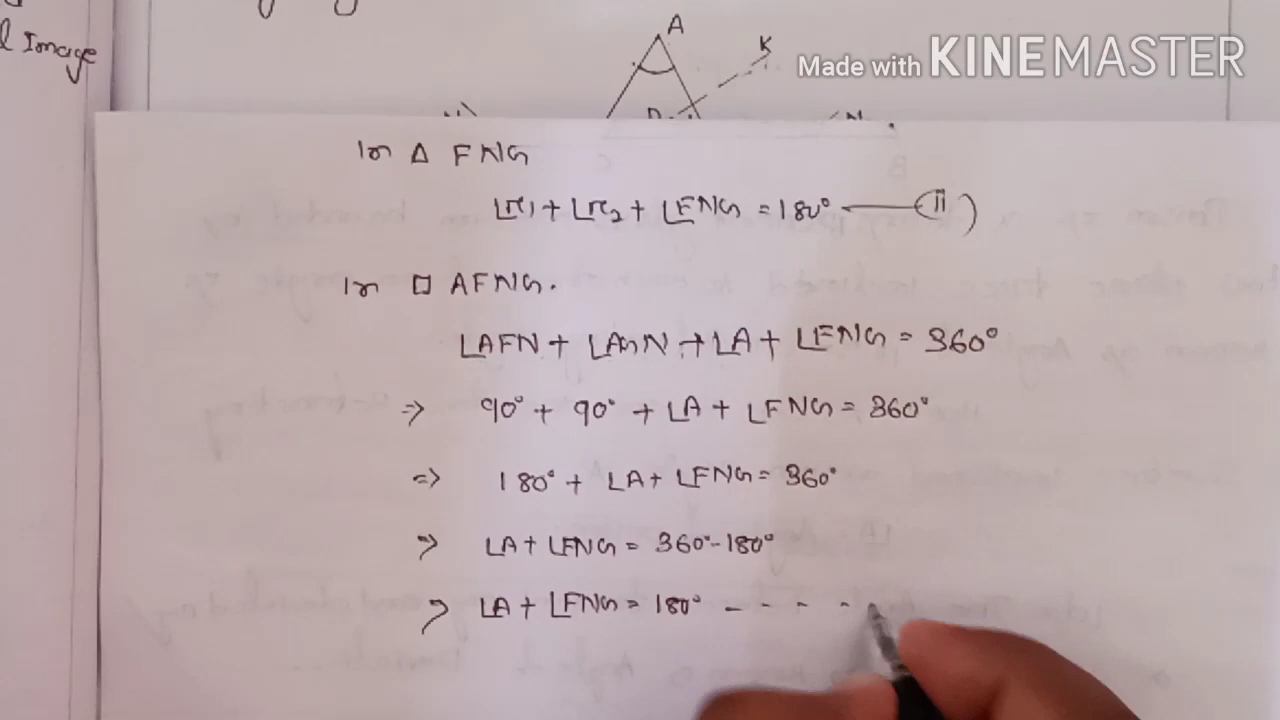 l Image
A
K
Made with KINEMASTER
In Δ FNG
∠r1 + ∠r2 + ∠FNG = 180° —— (II)
In □ AFNG.
∠AFN + ∠AGN + ∠A + ∠FNG = 360°
⇒ 90° + 90° + ∠A + ∠FNG = 360°
⇒ 180° + ∠A + ∠FNG = 360°
⇒ ∠A + ∠FNG = 360° - 180°
⇒ ∠A + ∠FNG = 180° - - - -